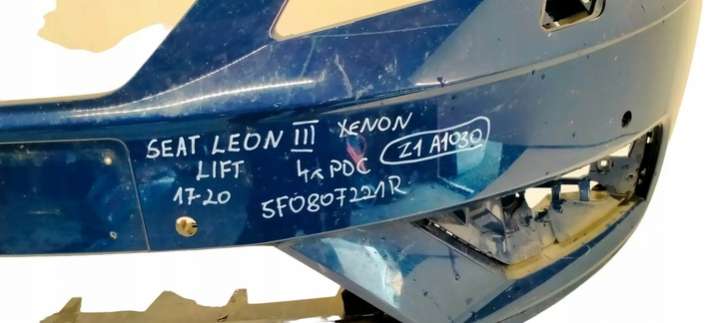 SEAT LEON III XENON
LIFT 4xPDC Z1 A1030
17-20 5F0807221R